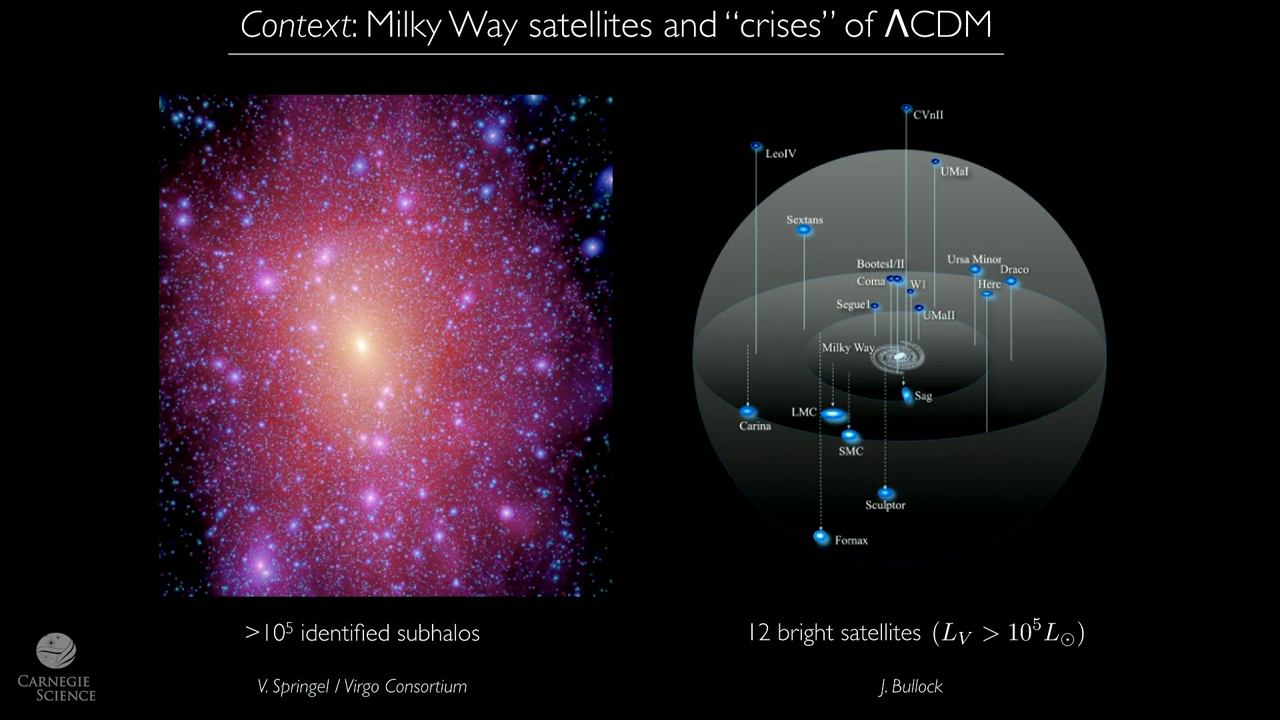 Context: Milky Way satellites and “crises” of ΛCDM
CVnII
LeoIV
UMaI
Sextans
BootesI/II
Ursa Minor
Draco
Coma
W1
Herc
Segue1
UMaII
Milky Way
Sag
LMC
Carina
SMC
Sculptor
Fornax
>10⁵ identified subhalos
12 bright satellites (L_V > 10⁵L_⊙)
V. Springel / Virgo Consortium
J. Bullock
CARNEGIE
SCIENCE